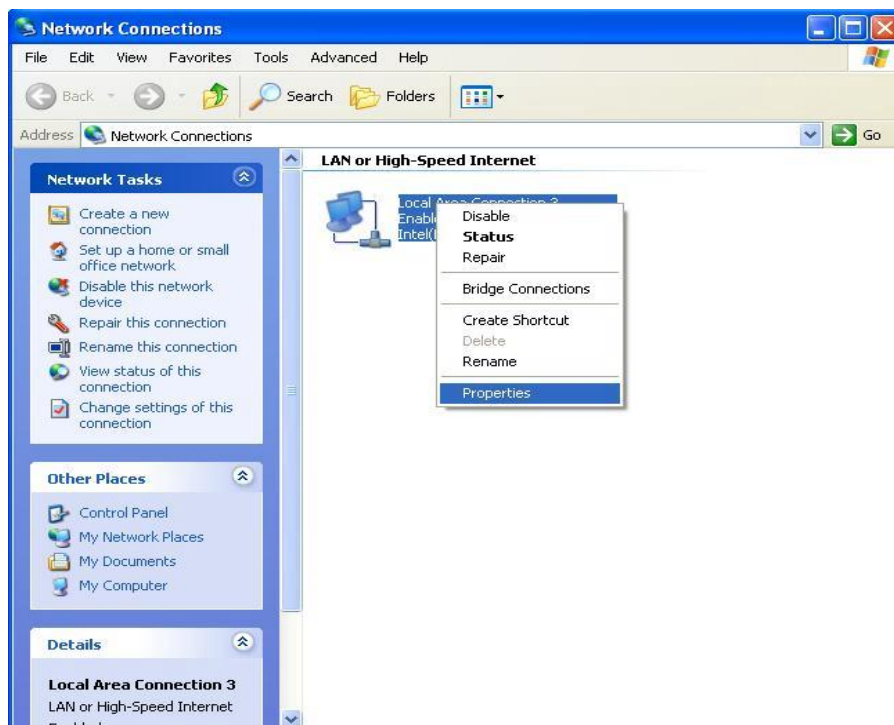 Network Connections
File Edit View Favorites Tools Advanced Help
Back Search Folders
Address Network Connections Go
Network Tasks
Create a new
connection
Set up a home or small
office network
Disable this network
device
Repair this connection
Rename this connection
View status of this
connection
Change settings of this
connection
Other Places
Control Panel
My Network Places
My Documents
My Computer
Details
Local Area Connection 3
LAN or High-Speed Internet
LAN or High-Speed Internet
Local Area Connection 3
Intel(
Disable
Status
Repair
Bridge Connections
Create Shortcut
Delete
Rename
Properties